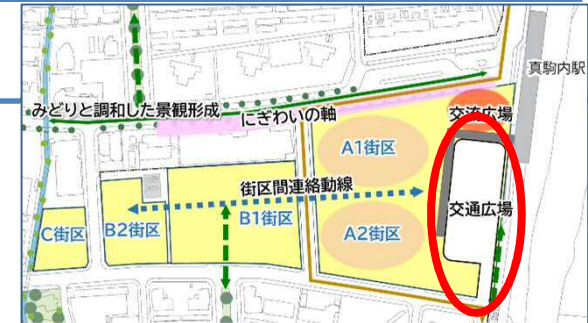 真駒内駅
みどりと調和した景観形成
にぎわいの軸
交流広場
A1街区
街区間連絡動線
交通広場
C街区
B2街区
B1街区
A2街区